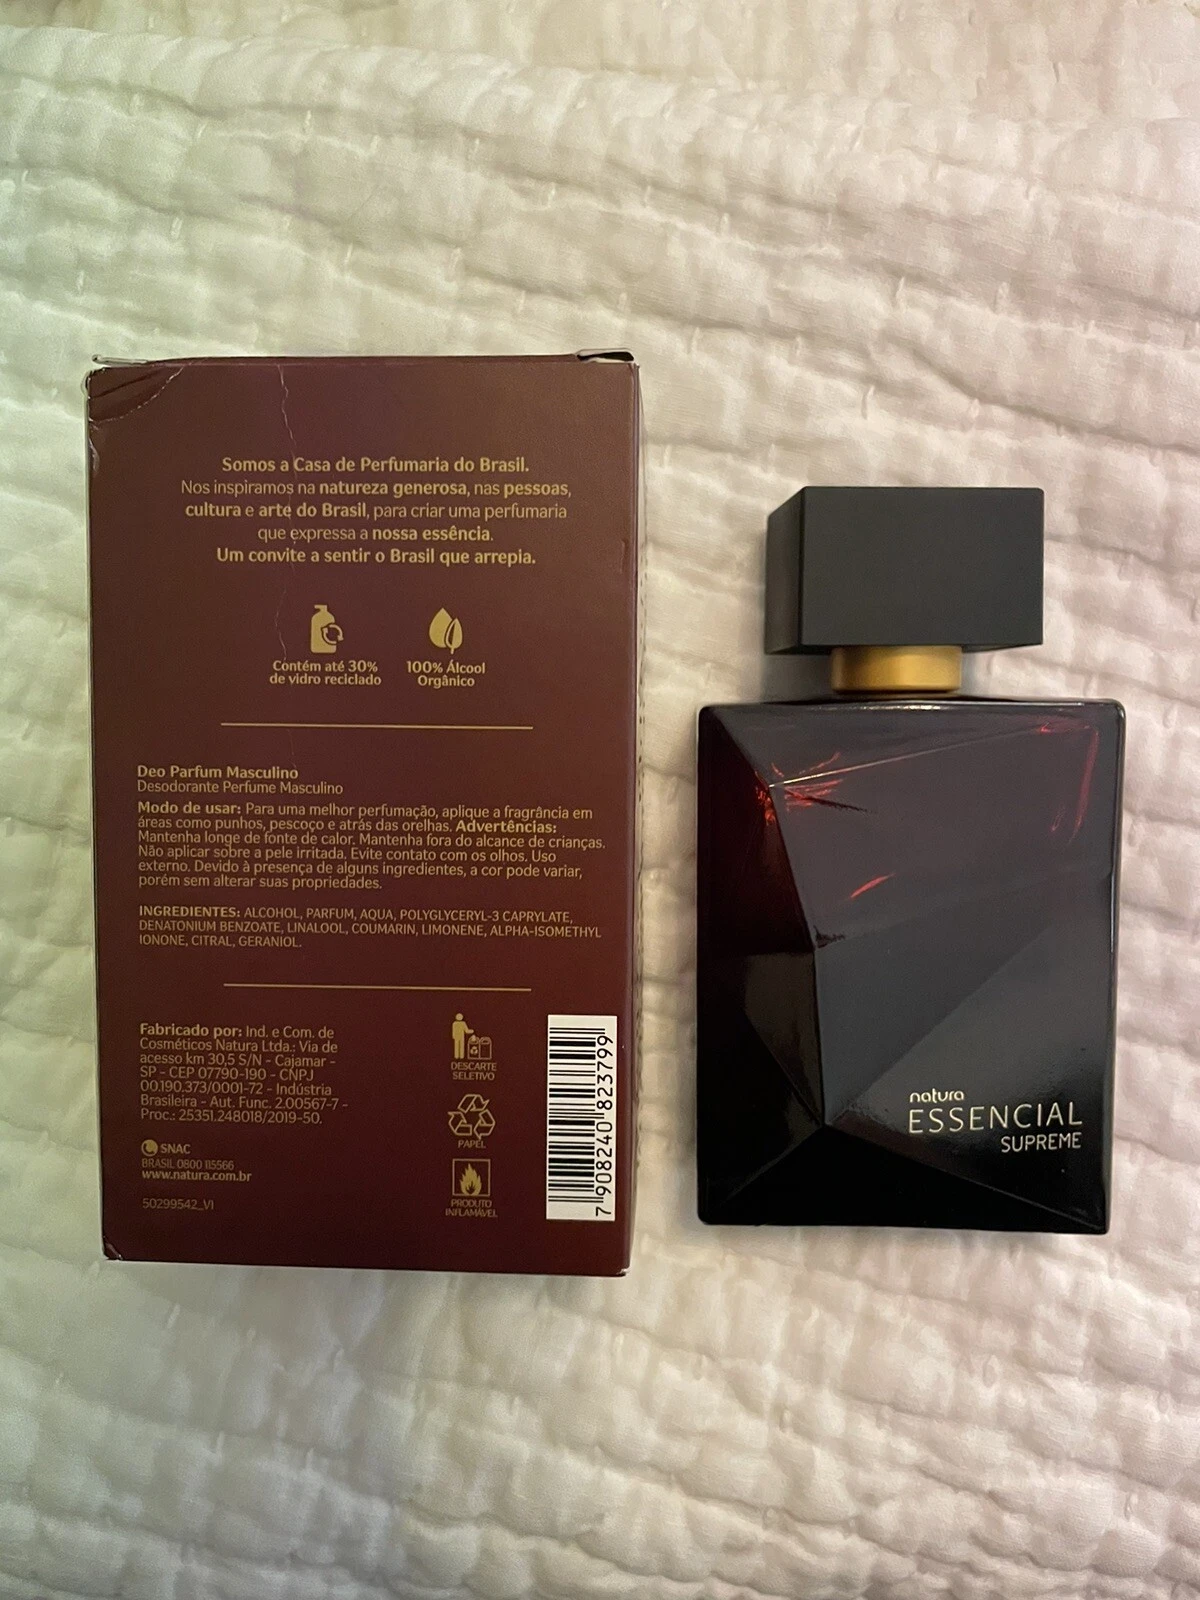 Somos a Casa de Perfumaria do Brasil.
Nos inspiramos na natureza generosa, nas pessoas,
cultura e arte do Brasil, para criar uma perfumaria
que expressa a nossa essência.
Um convite a sentir o Brasil que arrepia.
Contém até 30%
de vidro reciclado
100% Álcool
Orgânico
Deo Parfum Masculino
Desodorante Perfume Masculino
Modo de usar: Para uma melhor perfumação, aplique a fragrância em
áreas como punhos, pescoço e atrás das orelhas. Advertências:
Mantenha longe de fonte de calor. Mantenha fora do alcance de crianças.
Não aplicar sobre a pele irritada. Evite contato com os olhos. Uso
externo. Devido à presença de alguns ingredientes, a cor pode variar,
porém sem alterar suas propriedades.
INGREDIENTES: ALCOHOL, PARFUM, AQUA, POLYGLYCERYL-3 CAPRYLATE,
DENATONIUM BENZOATE, LINALOOL, COUMARIN, LIMONENE, ALPHA-ISOMETHYL
IONONE, CITRAL, GERANIOL.
Fabricado por: Ind. e Com. de
Cosméticos Natura Ltda.: Via de
acesso km 30,5 S/N - Cajamar -
SP - CEP 07790-190 - CNPJ
00.190.373/0001-72 - Indústria
Brasileira - Aut. Func. 2.00567-7 -
Proc.: 25351.248018/2019-50.
SNAC
BRASIL 0800 115566
www.natura.com.br
50299542_VI
DESCARTE
SELETIVO
PAPEL
PRODUTO
INFLAMÁVEL
7 908240 823799
natura
ESSENCIAL
SUPREME